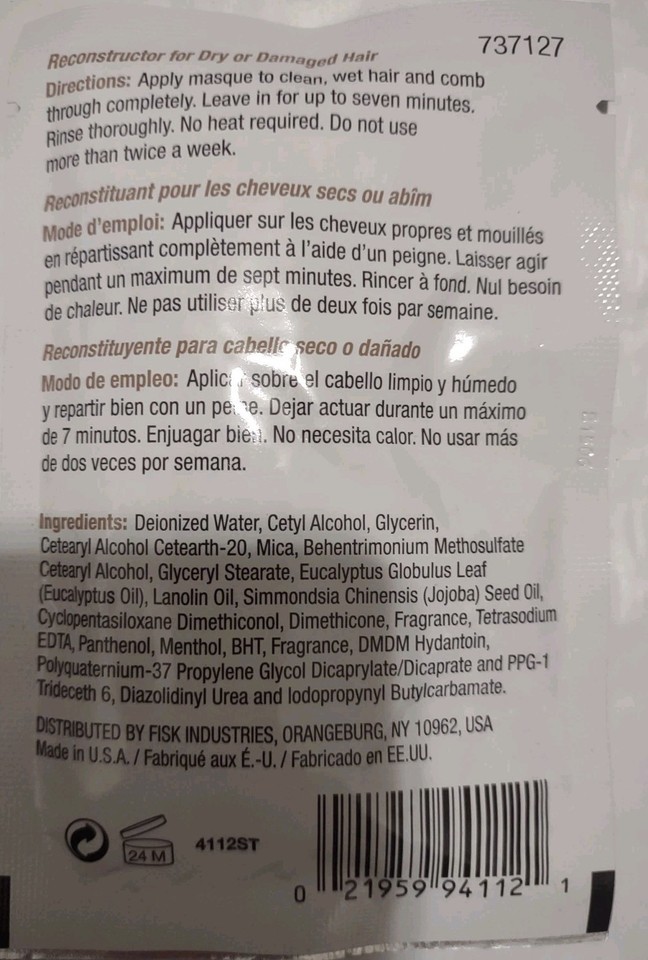 737127
Reconstructor for Dry or Damaged Hair
Directions: Apply masque to clean, wet hair and comb
through completely. Leave in for up to seven minutes.
Rinse thoroughly. No heat required. Do not use
more than twice a week.
Reconstituant pour les cheveux secs ou abîm
Mode d'emploi: Appliquer sur les cheveux propres et mouillés
en répartissant complètement à l'aide d'un peigne. Laisser agir
pendant un maximum de sept minutes. Rincer à fond. Nul besoin
de chaleur. Ne pas utiliser plus de deux fois par semaine.
Reconstituyente para cabello seco o dañado
Modo de empleo: Aplicar sobre el cabello limpio y húmedo
y repartir bien con un peine. Dejar actuar durante un máximo
de 7 minutos. Enjuagar bien. No necesita calor. No usar más
de dos veces por semana.
Ingredients: Deionized Water, Cetyl Alcohol, Glycerin,
Cetearyl Alcohol Cetearth-20, Mica, Behentrimonium Methosulfate
Cetearyl Alcohol, Glyceryl Stearate, Eucalyptus Globulus Leaf
(Eucalyptus Oil), Lanolin Oil, Simmondsia Chinensis (Jojoba) Seed Oil,
Cyclopentasiloxane Dimethiconol, Dimethicone, Fragrance, Tetrasodium
EDTA, Panthenol, Menthol, BHT, Fragrance, DMDM Hydantoin,
Polyquaternium-37 Propylene Glycol Dicaprylate/Dicaprate and PPG-1
Trideceth 6, Diazolidinyl Urea and Iodopropynyl Butylcarbamate.
DISTRIBUTED BY FISK INDUSTRIES, ORANGEBURG, NY 10962, USA
Made in U.S.A. / Fabriqué aux É.-U. / Fabricado en EE.UU.
24 M
4112ST
0 21959 94112 1